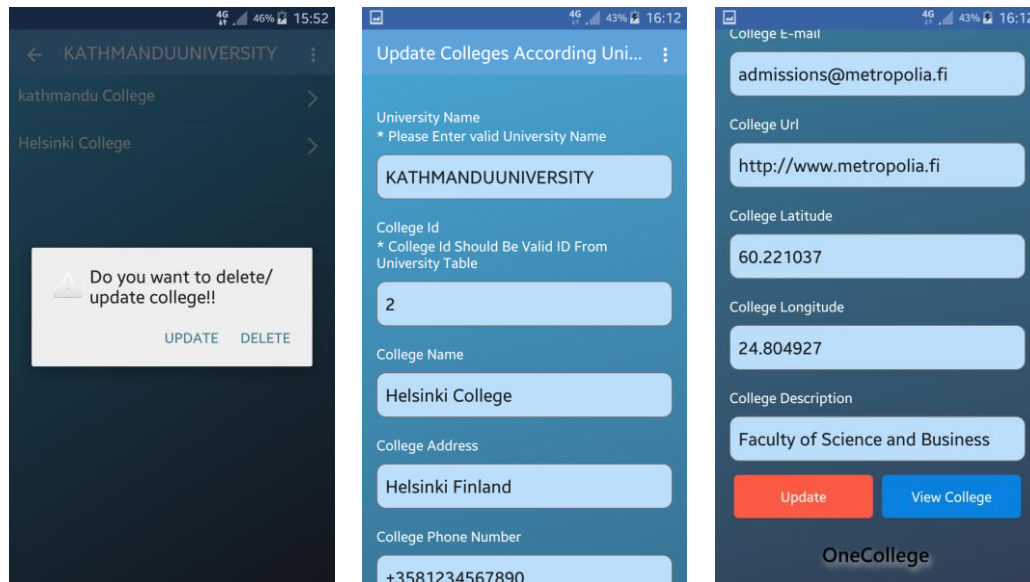 4G 46% 15:52
KATHMANDUUNIVERSITY
kathmandu College
Helsinki College
Do you want to delete/
update college!!
UPDATE DELETE
4G 43% 16:12
Update Colleges According Uni...
University Name
* Please Enter valid University Name
KATHMANDUUNIVERSITY
College Id
* College Id Should Be Valid ID From
University Table
2
College Name
Helsinki College
College Address
Helsinki Finland
College Phone Number
+3581234567890
4G 43% 16:12
College E-mail
admissions@metropolia.fi
College Url
http://www.metropolia.fi
College Latitude
60.221037
College Longitude
24.804927
College Description
Faculty of Science and Business
Update View College
OneCollege